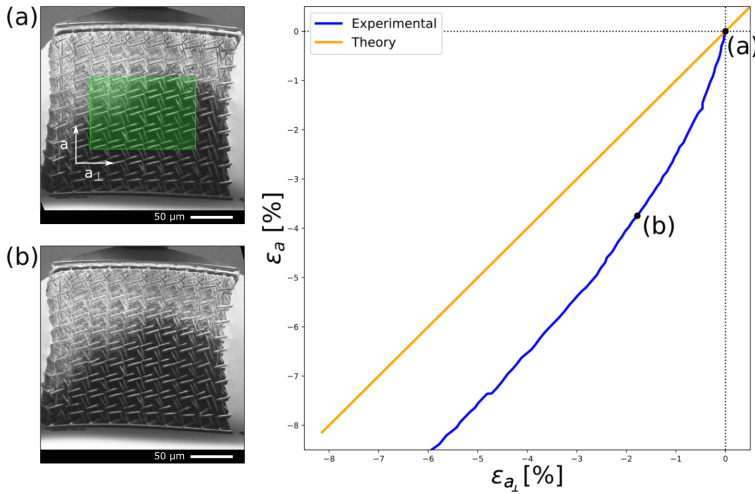 (a)
a
a⊥
50 µm
(b)
50 µm
Experimental
Theory
(a)
(b)
0
−1
−2
−3
−4
−5
−6
−7
−8
εa [%]
−8 −7 −6 −5 −4 −3 −2 −1 0
εa⊥ [%]